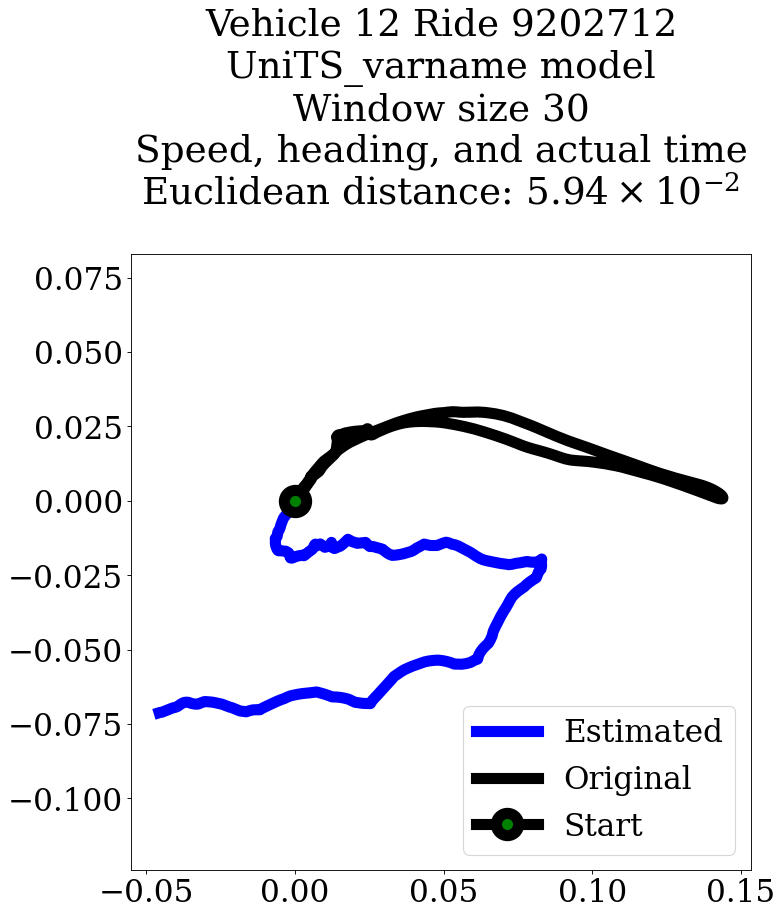 Vehicle 12 Ride 9202712
UniTS_varname model
Window size 30
Speed, heading, and actual time
Euclidean distance: 5.94 × 10⁻²
0.075
0.050
0.025
0.000
−0.025
−0.050
−0.075
−0.100
Estimated
Original
Start
−0.05 0.00 0.05 0.10 0.15